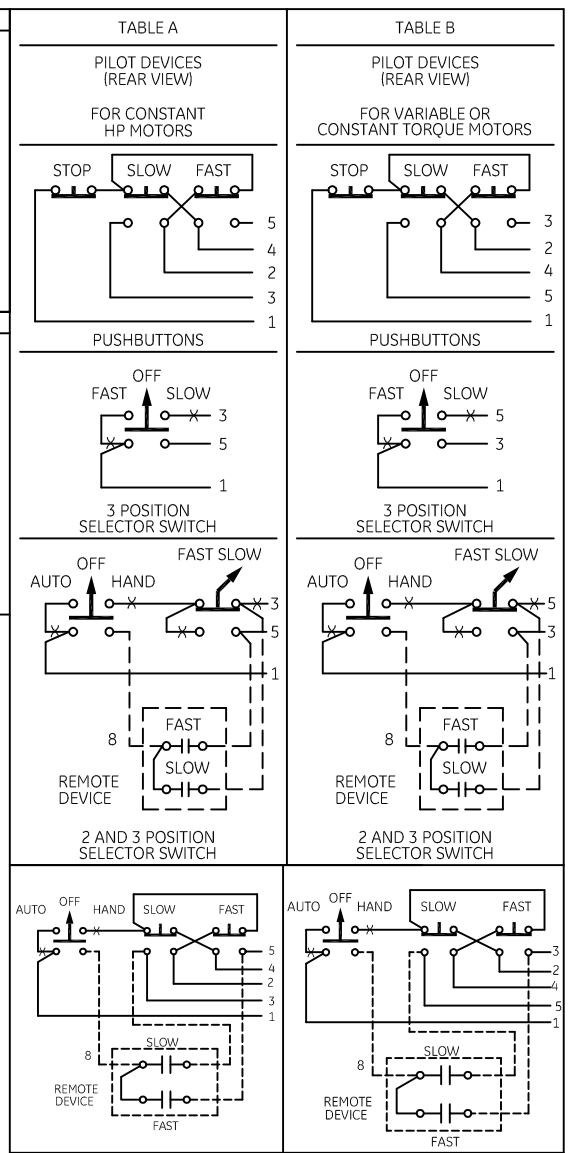 TABLE A
PILOT DEVICES
(REAR VIEW)
FOR CONSTANT
HP MOTORS
STOP SLOW FAST
5
4
2
3
1
PUSHBUTTONS
OFF
FAST SLOW
3
5
1
3 POSITION
SELECTOR SWITCH
FAST SLOW
OFF
AUTO HAND
3
5
1
FAST
8
SLOW
REMOTE
DEVICE
2 AND 3 POSITION
SELECTOR SWITCH
OFF
AUTO HAND SLOW FAST
5
4
2
3
1
SLOW
8
REMOTE
DEVICE
FAST
TABLE B
PILOT DEVICES
(REAR VIEW)
FOR VARIABLE OR
CONSTANT TORQUE MOTORS
STOP SLOW FAST
3
2
4
5
1
PUSHBUTTONS
OFF
FAST SLOW
5
3
1
3 POSITION
SELECTOR SWITCH
FAST SLOW
OFF
AUTO HAND
5
3
1
FAST
8
SLOW
REMOTE
DEVICE
2 AND 3 POSITION
SELECTOR SWITCH
OFF
AUTO HAND SLOW FAST
3
2
4
5
1
SLOW
8
REMOTE
DEVICE
FAST